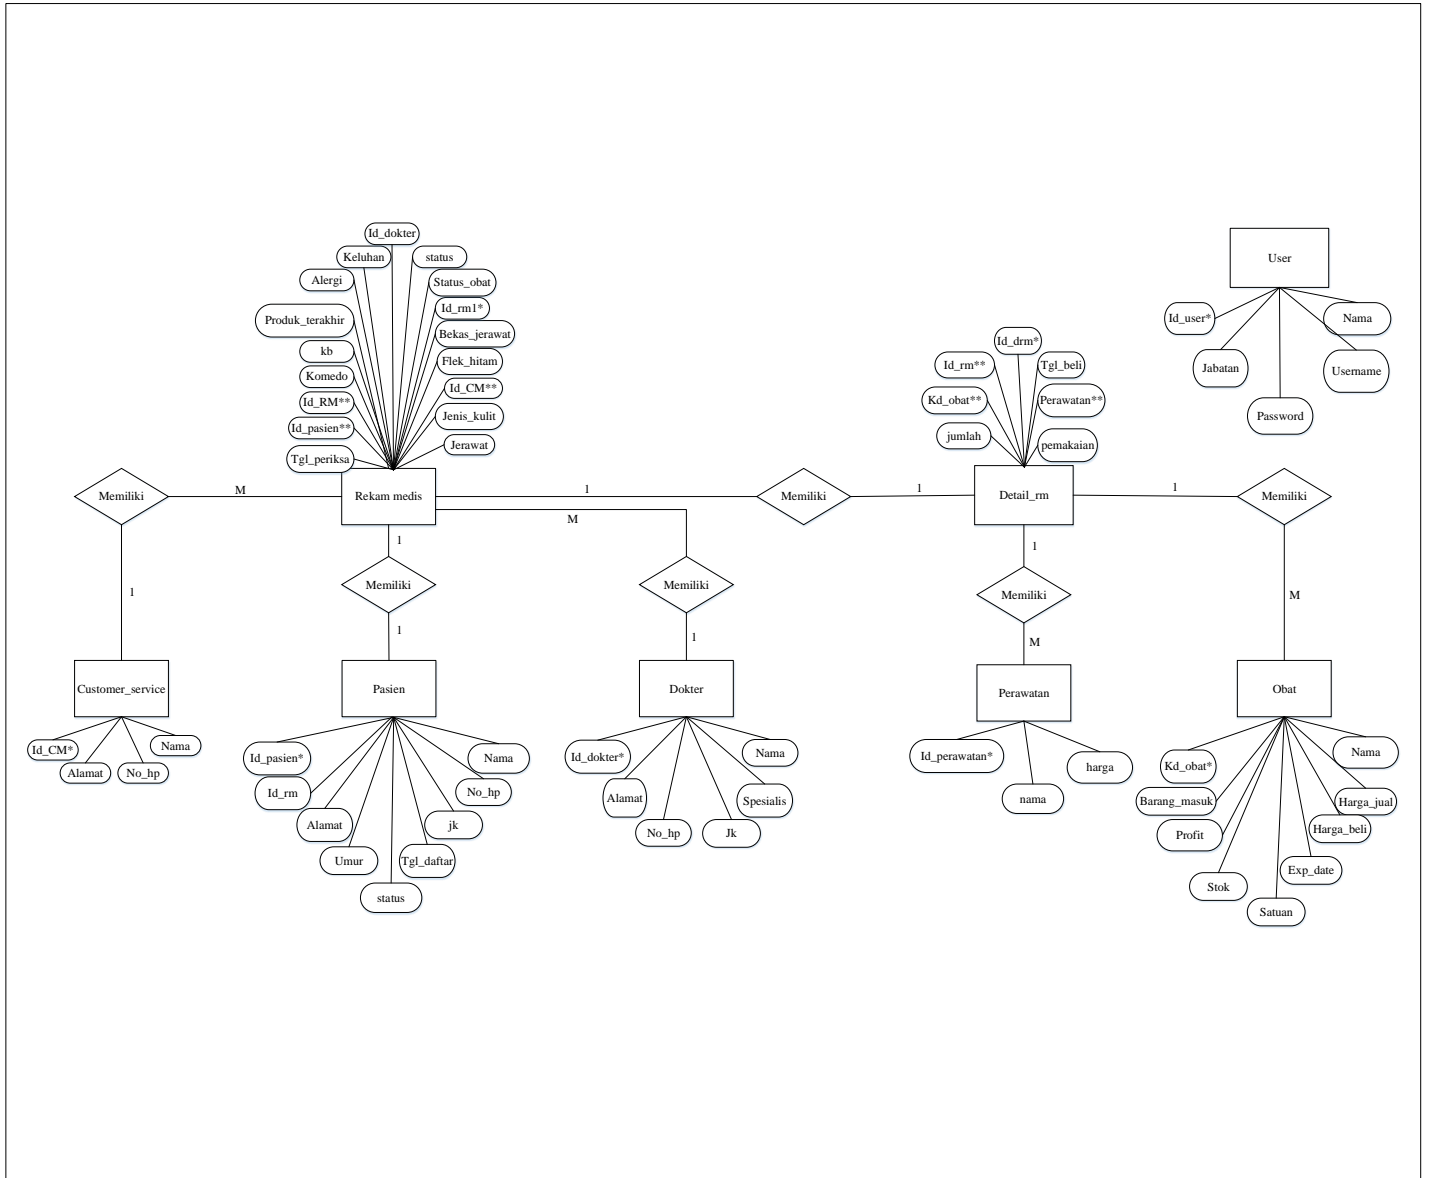 Id_dokter
Keluhan
status
Alergi
Status_obat
Id_rm1*
Produk_terakhir
Bekas_jerawat
kb
Flek_hitam
Komedo
Id_CM**
Id_RM**
Jenis_kulit
Id_pasien**
Jerawat
Tgl_periksa
User
Id_user*
Nama
Jabatan
Username
Password
Id_drm*
Id_rm**
Tgl_beli
Kd_obat**
Perawatan**
jumlah
pemakaian
Memiliki
M
Rekam medis
1
Memiliki
1
Detail_rm
1
Memiliki
M
1
1
Memiliki
Memiliki
Memiliki
1
M
1
1
M
Customer_service
Pasien
Dokter
Perawatan
Obat
Id_CM*
Nama
Alamat
No_hp
Id_pasien*
Nama
Id_rm
No_hp
Alamat
jk
Umur
Tgl_daftar
status
Id_dokter*
Nama
Alamat
Spesialis
No_hp
Jk
Id_perawatan*
harga
nama
Kd_obat*
Nama
Barang_masuk
Harga_jual
Profit
Harga_beli
Exp_date
Stok
Satuan